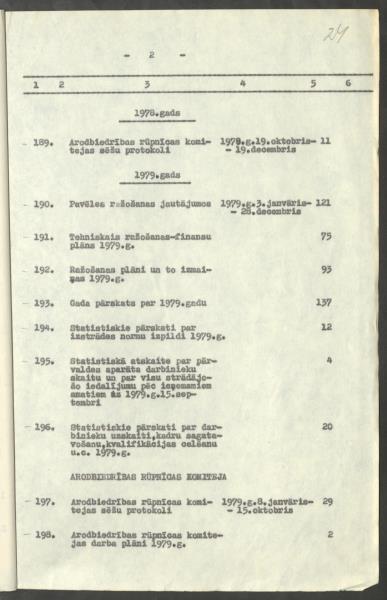 24
- 2 -
1 2 3 4 5 6
1978.gads
189. Arodbiedrības rūpnīcas komi- 1978.g.19.oktobris- 11
tejas sēžu protokoli - 19.decembris
1979.gads
190. Pavēles ražošanas jautājumos 1979.g.3.janvāris- 121
- 28.decembris
191. Tehniskais ražošanas-finansu 75
plāns 1979.g.
192. Ražošanas plāni un to izmai- 93
ņas 1979.g.
193. Gada pārskats par 1979.gadu 137
194. Statistiskie pārskati par 12
izstrādes normu izpildi 1979.g.
195. Statistiskā atskaite par pār- 4
valdes aparāta darbinieku
skaitu un par visu strādājo-
šo iedalījumu pēc ieņemamiem
amatiem uz 1979.g.15.sep-
tembri
196. Statistiskie pārskati par dar- 20
binieku uzskaiti,kadru sagata-
vošanu,kvalifikācijas celšanu
u.c. 1979.g.
ARODBIEDRĪBAS RŪPNĪCAS KOMITEJA
197. Arodbiedrības rūpnīcas komi- 1979.g.8.janvāris- 29
tejas sēžu protokoli - 15.oktobris
198. Arodbiedrības rūpnīcas komite- 2
jas darba plāni 1979.g.